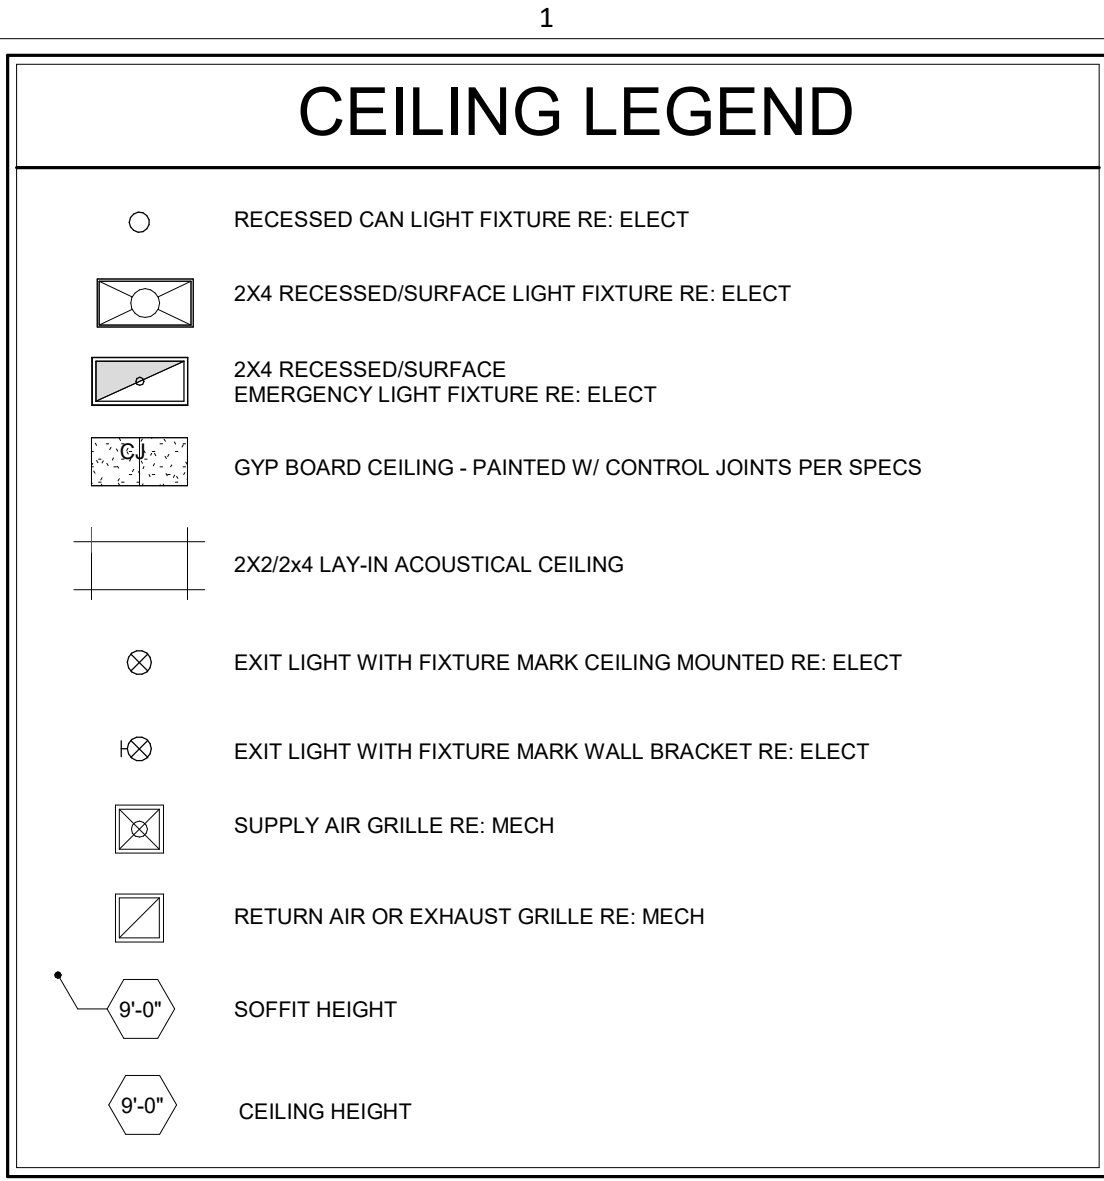 1
CEILING LEGEND
RECESSED CAN LIGHT FIXTURE RE: ELECT
2X4 RECESSED/SURFACE LIGHT FIXTURE RE: ELECT
2X4 RECESSED/SURFACE
EMERGENCY LIGHT FIXTURE RE: ELECT
CJ
GYP BOARD CEILING - PAINTED W/ CONTROL JOINTS PER SPECS
2X2/2x4 LAY-IN ACOUSTICAL CEILING
EXIT LIGHT WITH FIXTURE MARK CEILING MOUNTED RE: ELECT
EXIT LIGHT WITH FIXTURE MARK WALL BRACKET RE: ELECT
SUPPLY AIR GRILLE RE: MECH
RETURN AIR OR EXHAUST GRILLE RE: MECH
9'-0" SOFFIT HEIGHT
9'-0" CEILING HEIGHT